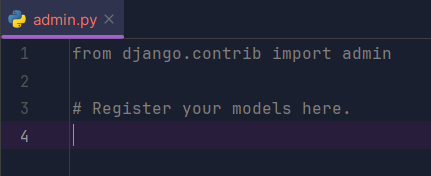 admin.py
1 from django.contrib import admin
2
3 # Register your models here.
4